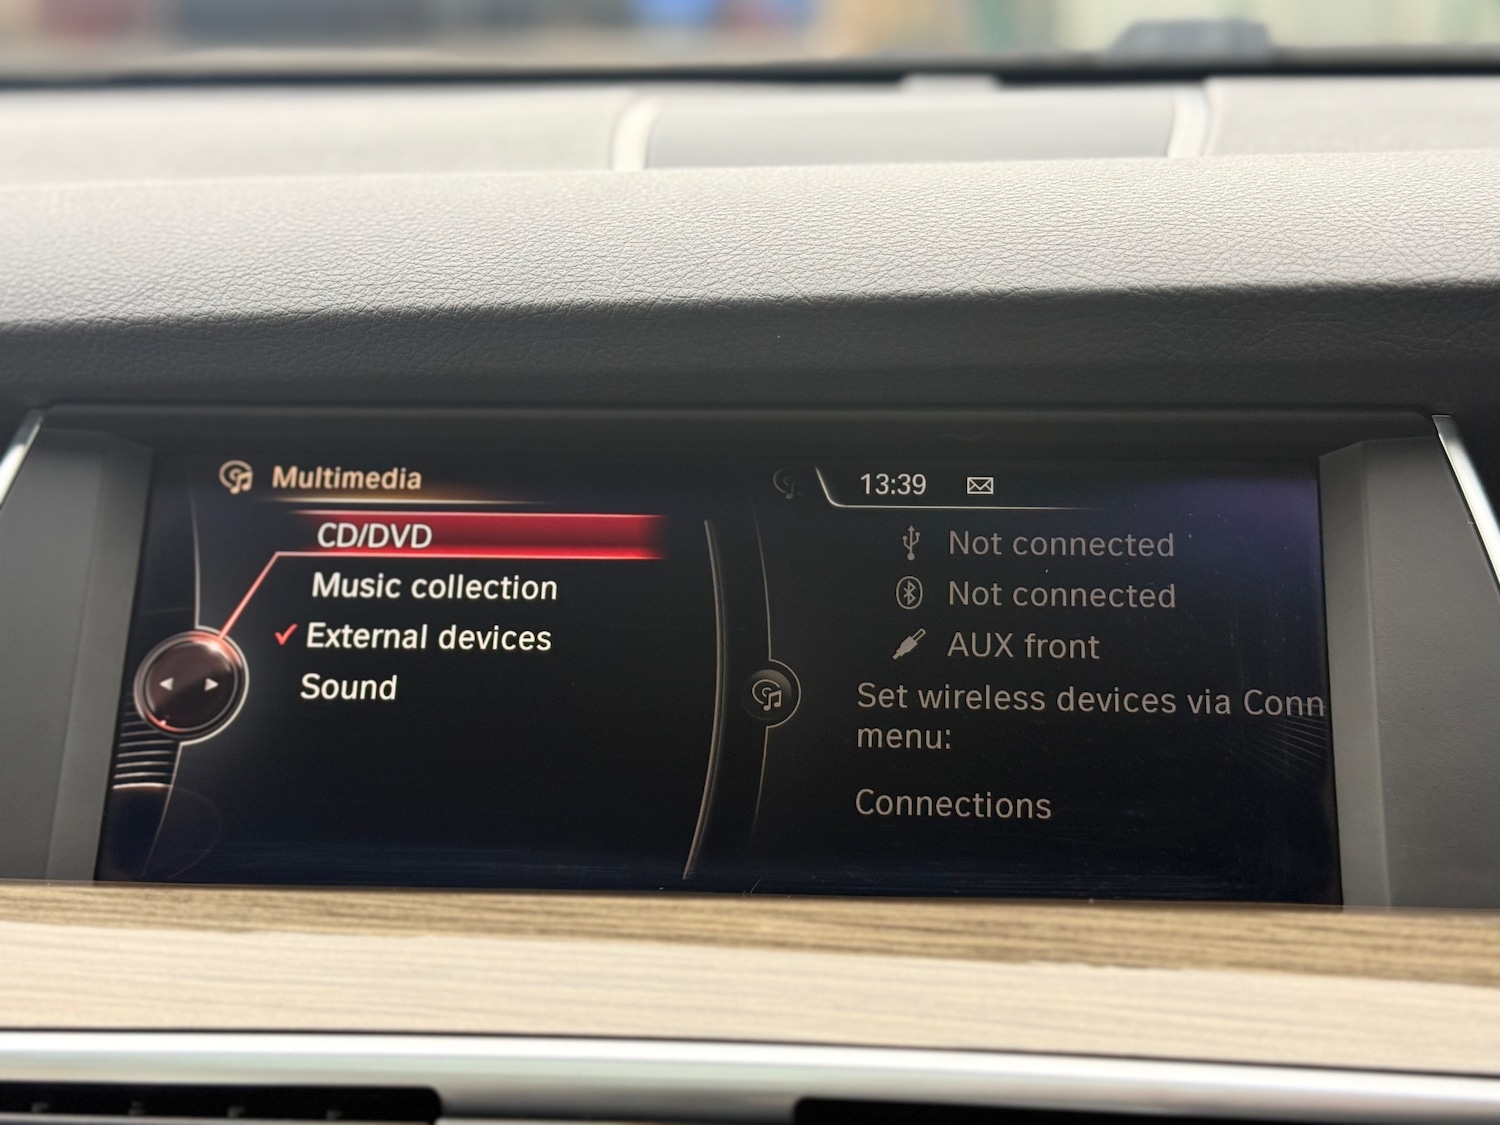 Multimedia
CD/DVD
Music collection
External devices
Sound
13:39
Not connected
Not connected
AUX front
Set wireless devices via Conn
menu:
Connections